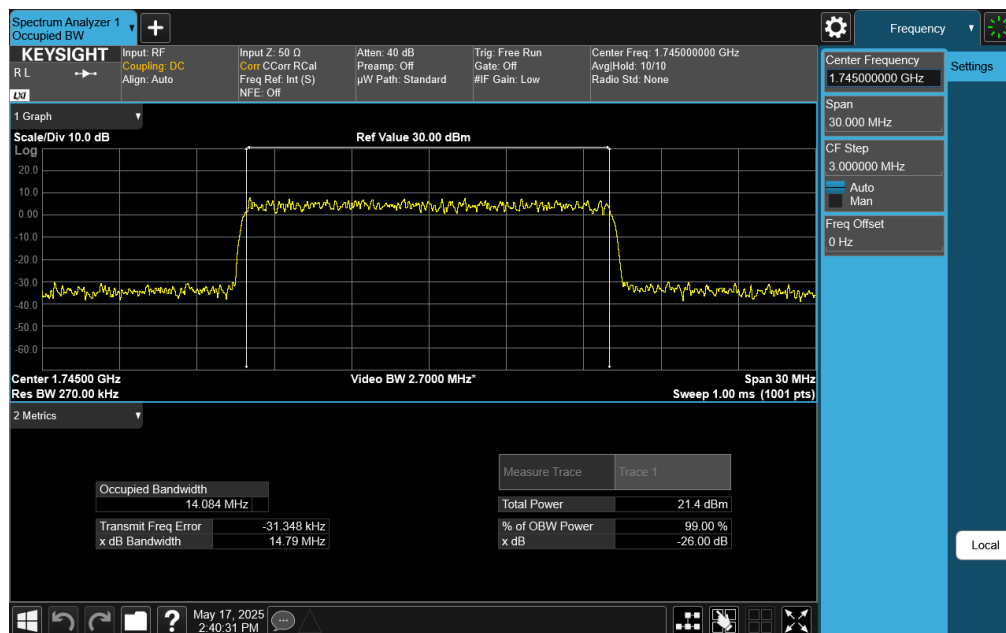 Spectrum Analyzer 1
Occupied BW
Frequency
KEYSIGHT
R L
LXI
Input: RF
Coupling: DC
Align: Auto
Input Z: 50 Ω
Corr CCorr RCal
Freq Ref: Int (S)
NFE: Off
Atten: 40 dB
Preamp: Off
µW Path: Standard
Trig: Free Run
Gate: Off
#IF Gain: Low
Center Freq: 1.745000000 GHz
Avg|Hold: 10/10
Radio Std: None
Center Frequency
1.745000000 GHz
Settings
Span
30.000 MHz
CF Step
3.000000 MHz
Auto
Man
Freq Offset
0 Hz
Local
1 Graph
Scale/Div 10.0 dB
Ref Value 30.00 dBm
Log
20.0
10.0
0.00
-10.0
-20.0
-30.0
-40.0
-50.0
-60.0
Center 1.74500 GHz
Video BW 2.7000 MHz*
Span 30 MHz
Res BW 270.00 kHz
Sweep 1.00 ms (1001 pts)
2 Metrics
Measure Trace
Trace 1
Occupied Bandwidth
14.084 MHz
Total Power
21.4 dBm
Transmit Freq Error
-31.348 kHz
% of OBW Power
99.00 %
x dB Bandwidth
14.79 MHz
x dB
-26.00 dB
?
May 17, 2025
2:40:31 PM